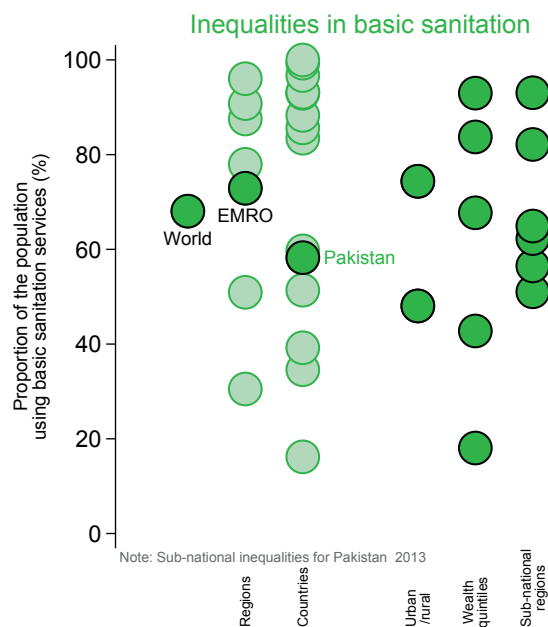 Inequalities in basic sanitation
Proportion of the population
using basic sanitation services (%)
100
80
60
40
20
0
World
EMRO
Pakistan
Note: Sub-national inequalities for Pakistan  2013
Regions
Countries
Urban
/rural
Wealth
quintiles
Sub-national
regions